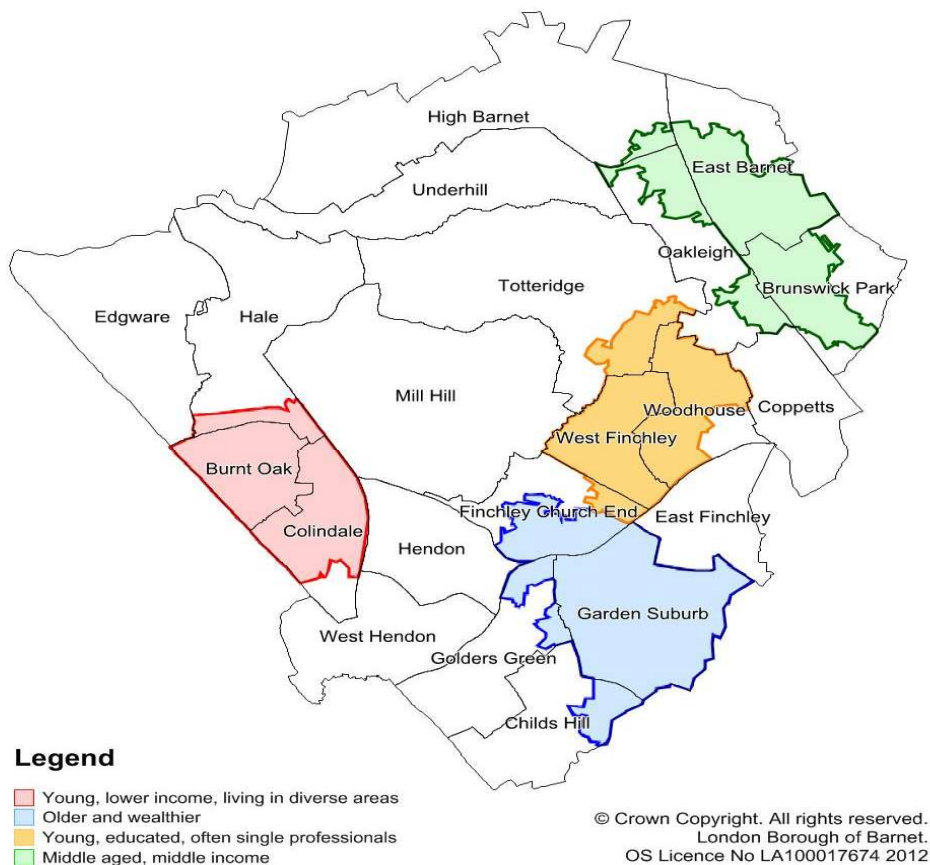 High Barnet
East Barnet
Underhill
Oakleigh
Totteridge
Brunswick Park
Edgware
Hale
Mill Hill
Woodhouse
Coppetts
West Finchley
Burnt Oak
Finchley Church End
East Finchley
Colindale
Hendon
Garden Suburb
West Hendon
Golders Green
Childs Hill
Legend
Young, lower income, living in diverse areas
Older and wealthier
Young, educated, often single professionals
Middle aged, middle income
© Crown Copyright. All rights reserved.
London Borough of Barnet.
OS Licence No LA100017674 2012